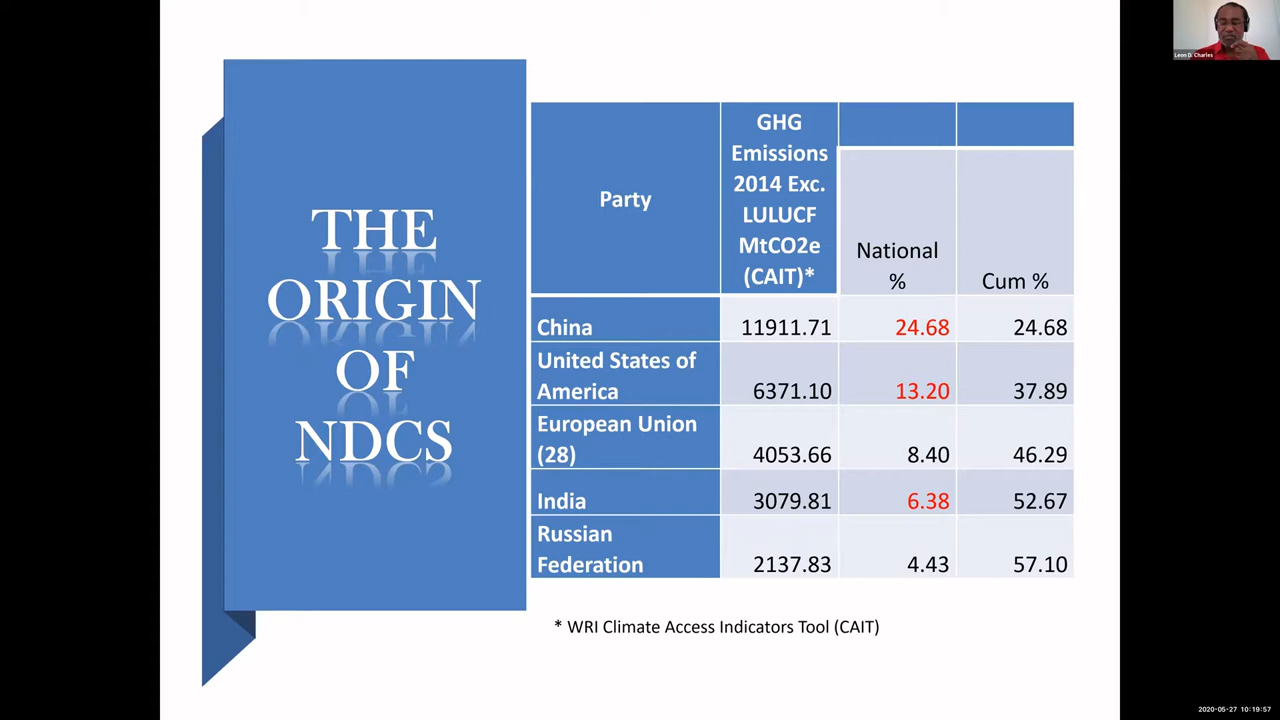 THE
ORIGIN
OF
NDCS
Party
GHG
Emissions
2014 Exc.
LULUCF
MtCO2e
(CAIT)*
National
%
Cum %
China 11911.71 24.68 24.68
United States of
America 6371.10 13.20 37.89
European Union
(28) 4053.66 8.40 46.29
India 3079.81 6.38 52.67
Russian
Federation 2137.83 4.43 57.10
* WRI Climate Access Indicators Tool (CAIT)
Leon D. Charles
2020-05-27 10:19:57